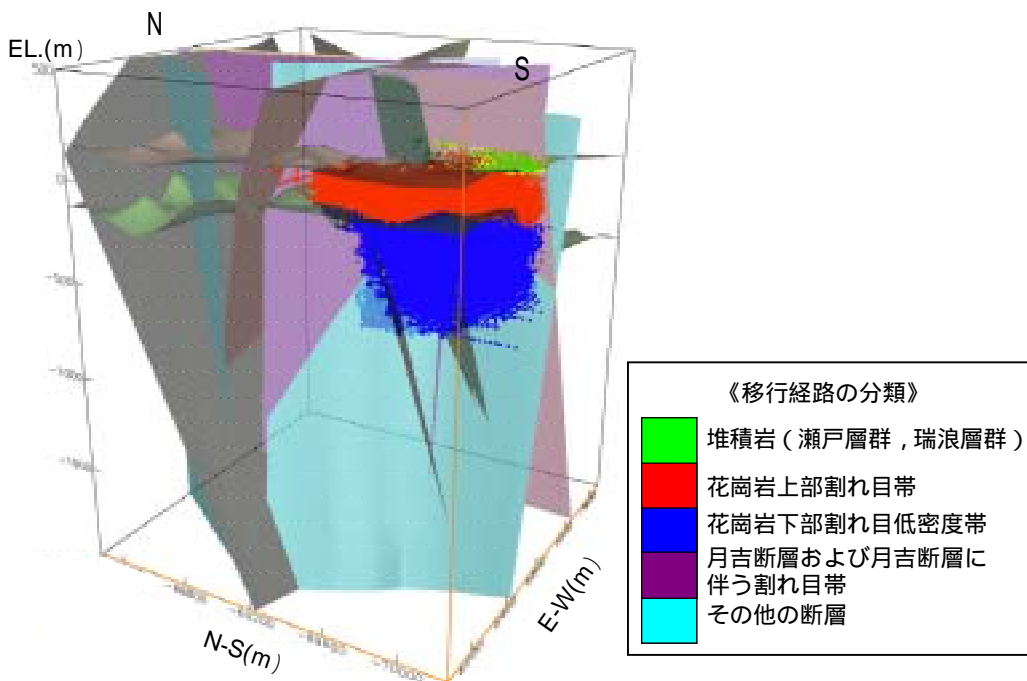 N
EL.(m)
S
0
N-S(m)
E-W(m)
-70000
《移行経路の分類》
堆積岩（瀬戸層群，瑞浪層群）
花崗岩上部割れ目帯
花崗岩下部割れ目低密度帯
月吉断層および月吉断層に
伴う割れ目帯
その他の断層